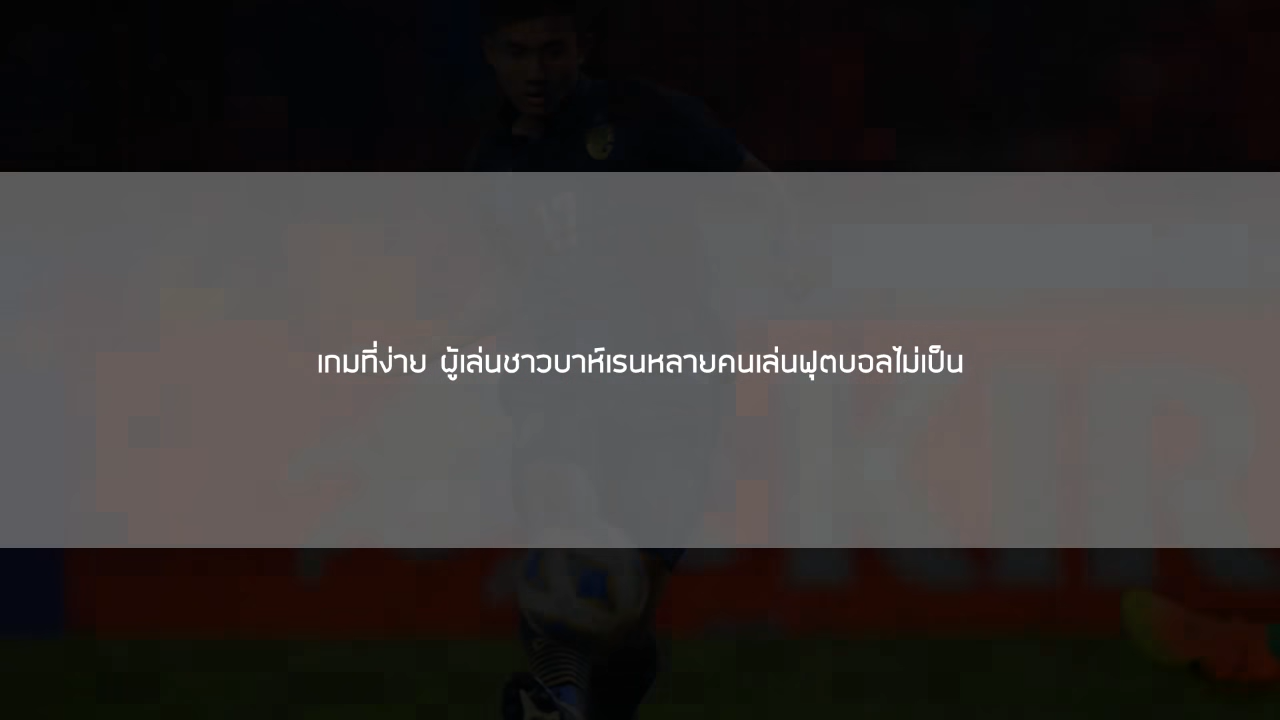 เกมที่ง่าย ผู้เล่นชาวบาห์เรนหลายคนเล่นฟุตบอลไม่เป็น
KIR